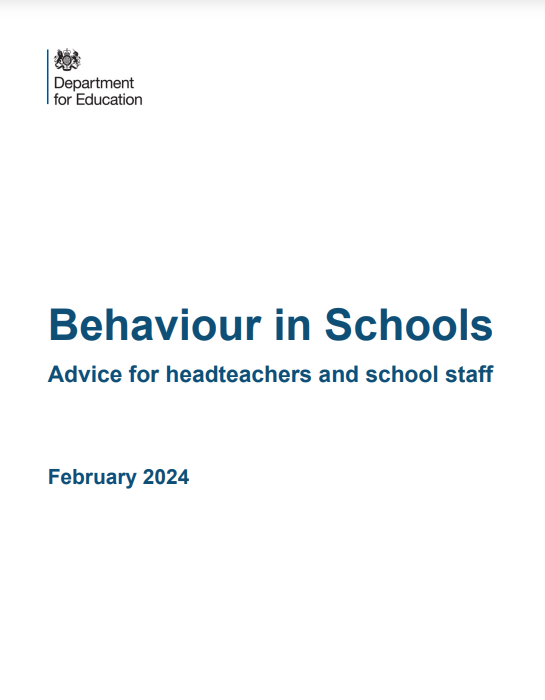 Department
for Education
Behaviour in Schools
Advice for headteachers and school staff
February 2024